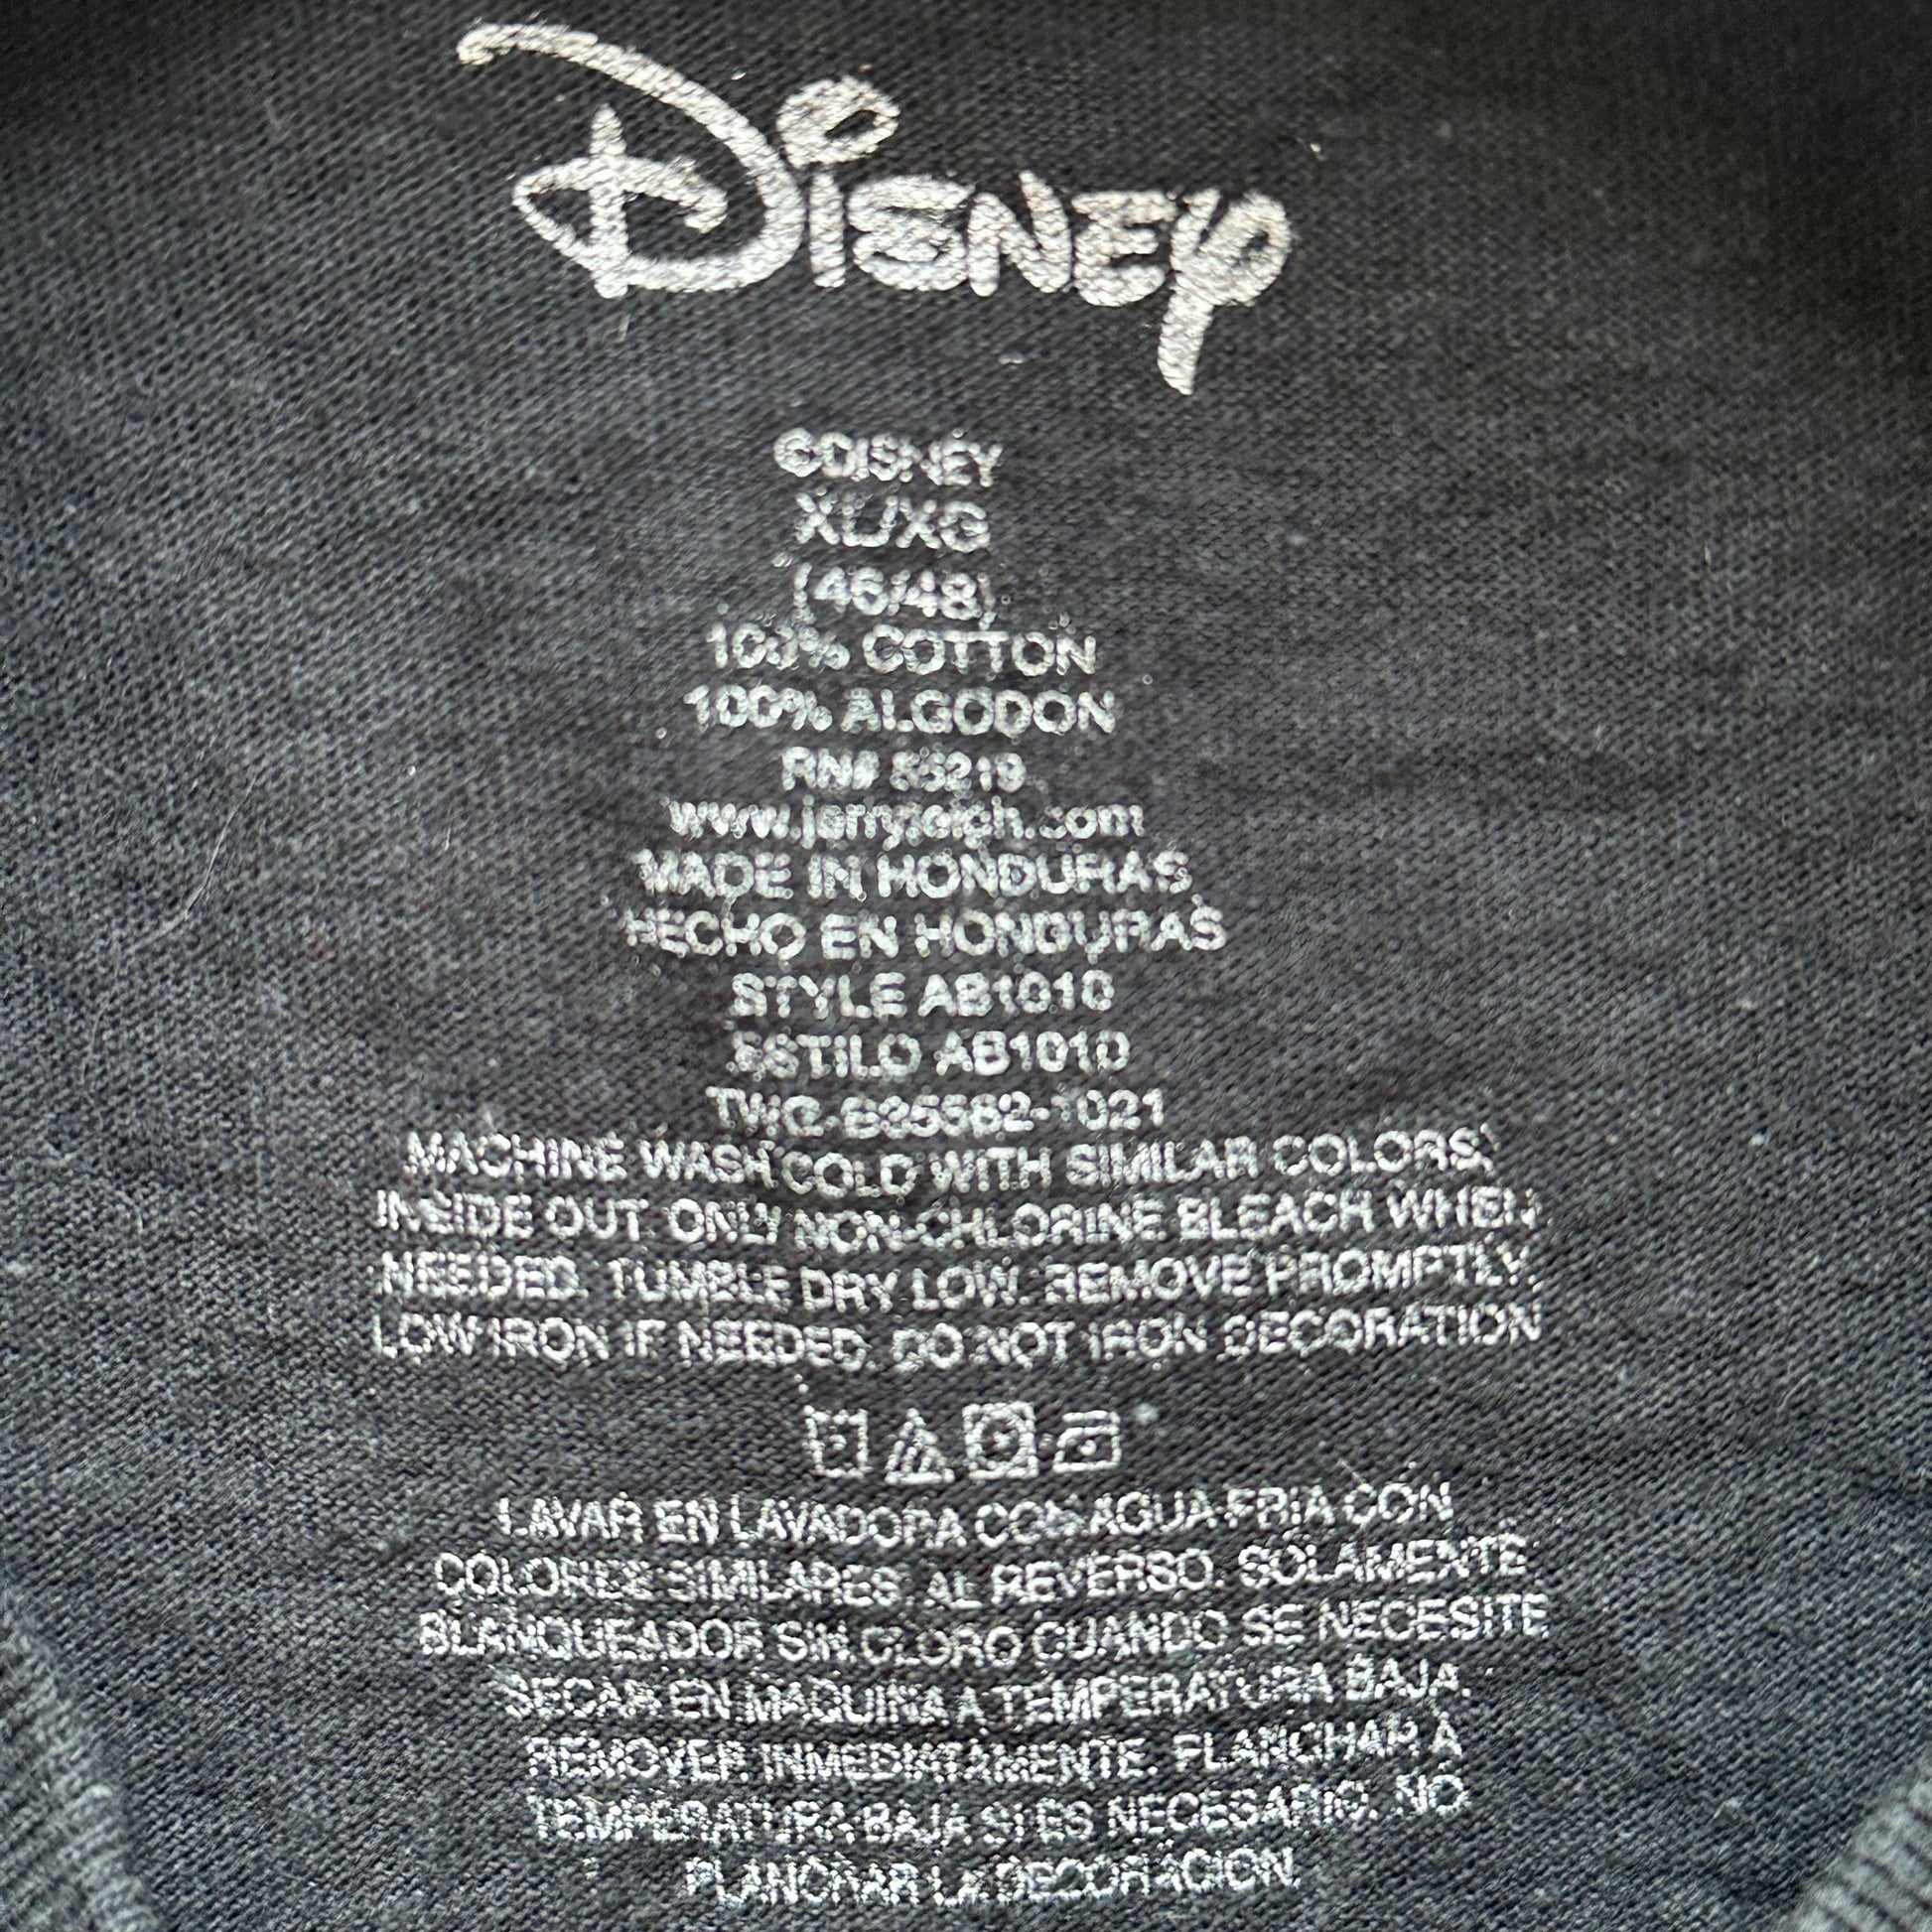 Disney
©DISNEY
XL/XG
(46/48)
100% COTTON
100% ALGODON
RN# 55219
www.jerryleigh.com
MADE IN HONDURAS
HECHO EN HONDURAS
STYLE AB1010
ESTILO AB1010
MACHINE WASH COLD WITH SIMILAR COLORS,
INSIDE OUT. ONLY NON-CHLORINE BLEACH WHEN
NEEDED. TUMBLE DRY LOW. REMOVE PROMPTLY.
LOW IRON IF NEEDED. DO NOT IRON DECORATION
LAVAR EN LAVADORA CON AGUA FRIA CON
COLORES SIMILARES, AL REVERSO. SOLAMENTE
BLANQUEADOR SIN CLORO CUANDO SE NECESITE.
SECAR EN MAQUINA A TEMPERATURA BAJA.
REMOVER INMEDIATAMENTE. PLANCHAR A
TEMPERATURA BAJA SI ES NECESARIO. NO
PLANCHAR LA DECORACION.